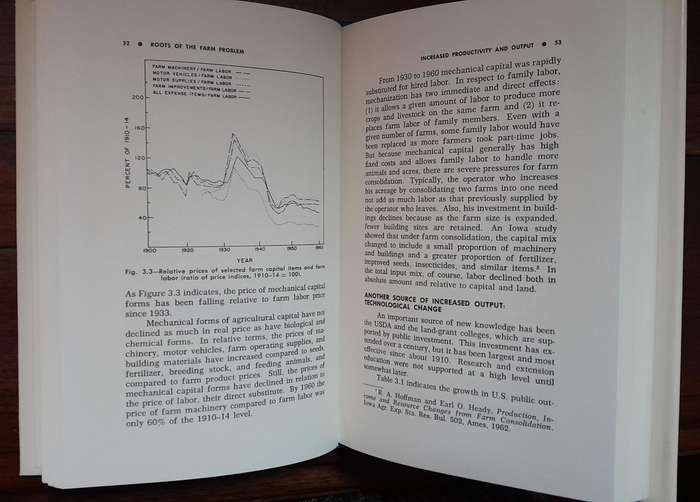 52 ● ROOTS OF THE FARM PROBLEM
FARM MACHINERY/FARM LABOR
MOTOR VEHICLES/FARM LABOR
MOTOR SUPPLIES/FARM LABOR
FARM IMPROVEMENTS/FARM LABOR
ALL EXPENSE ITEMS/FARM LABOR
PERCENT OF 1910-14
200
160
120
80
40
1900 1920 1930 1940 1950 1960
YEAR
Fig. 3.3—Relative prices of selected farm capital items and farm
labor (ratio of price indices, 1910-14 = 100).
As Figure 3.3 indicates, the price of mechanical capital
forms has been falling relative to farm labor price
since 1933.
Mechanical forms of agricultural capital have not
declined as much in real price as have biological and
chemical forms. In relative terms, the prices of ma-
chinery, motor vehicles, farm operating supplies, and
building materials have increased compared to seeds,
fertilizer, breeding stock, and feeding animals, and
compared to farm product prices. Still, the prices of
mechanical capital forms have declined in relation to
the price of labor, their direct substitute. By 1960 the
price of farm machinery compared to farm labor was
only 60% of the 1910-14 level.
INCREASED PRODUCTIVITY AND OUTPUT ● 53
From 1930 to 1960 mechanical capital was rapidly
substituted for hired labor. In respect to family labor,
mechanization has two immediate and direct effects:
(1) it allows a given amount of labor to produce more
crops and livestock on the same farm and (2) it re-
places farm labor of family members. Even with a
given number of farms, some family labor would have
been replaced as more farmers took part-time jobs.
But because mechanical capital generally has high
fixed costs and allows family labor to handle more
animals and acres, there are severe pressures for farm
consolidation. Typically, the operator who increases
his acreage by consolidating two farms into one need
not add as much labor as that previously supplied by
the operator who leaves. Also, his investment in build-
ings declines because as the farm size is expanded,
fewer building sizes are retained. An Iowa study
showed that under farm consolidation, the capital mix
changed to include a small proportion of machinery
and buildings and a greater proportion of fertilizer,
improved seeds, insecticides, and similar items. In
the total input mix, of course, labor declined both in
absolute amount and relative to capital and land.
ANOTHER SOURCE OF INCREASED OUTPUT:
TECHNOLOGICAL CHANGE
An important source of new knowledge has been
the USDA and the land-grant colleges, which are sup-
ported by public investment. This investment has ex-
tended over a century, but it has been largest and most
effective since about 1910. Research and extension
education were not supported at a high level until
somewhat later.
Table 3.1 indicates the growth in U.S. public out-
R. A. Hoffman and Earl O. Heady, Production, In-
come and Resource Changes from Farm Consolidation,
Iowa Agr. Exp. Sta. Res. Bul. 502, Ames, 1962.